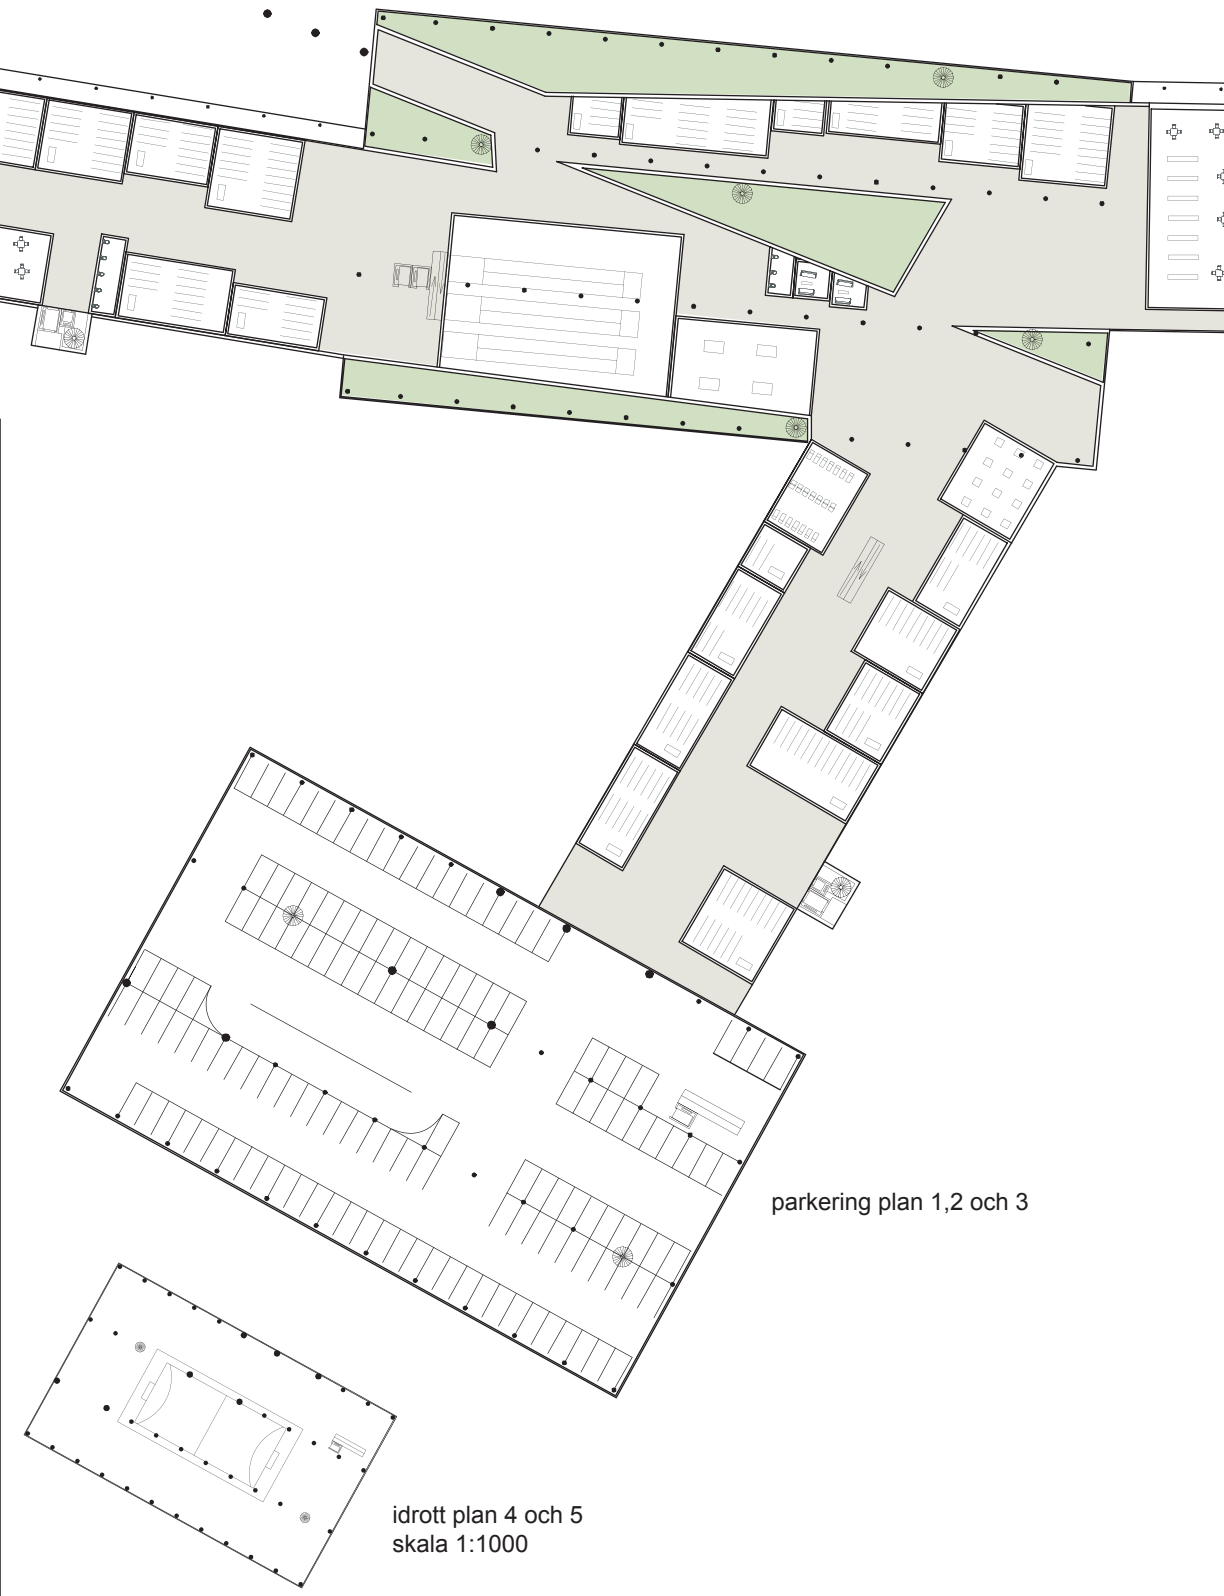 parkering plan 1,2 och 3
idrott plan 4 och 5
skala 1:1000